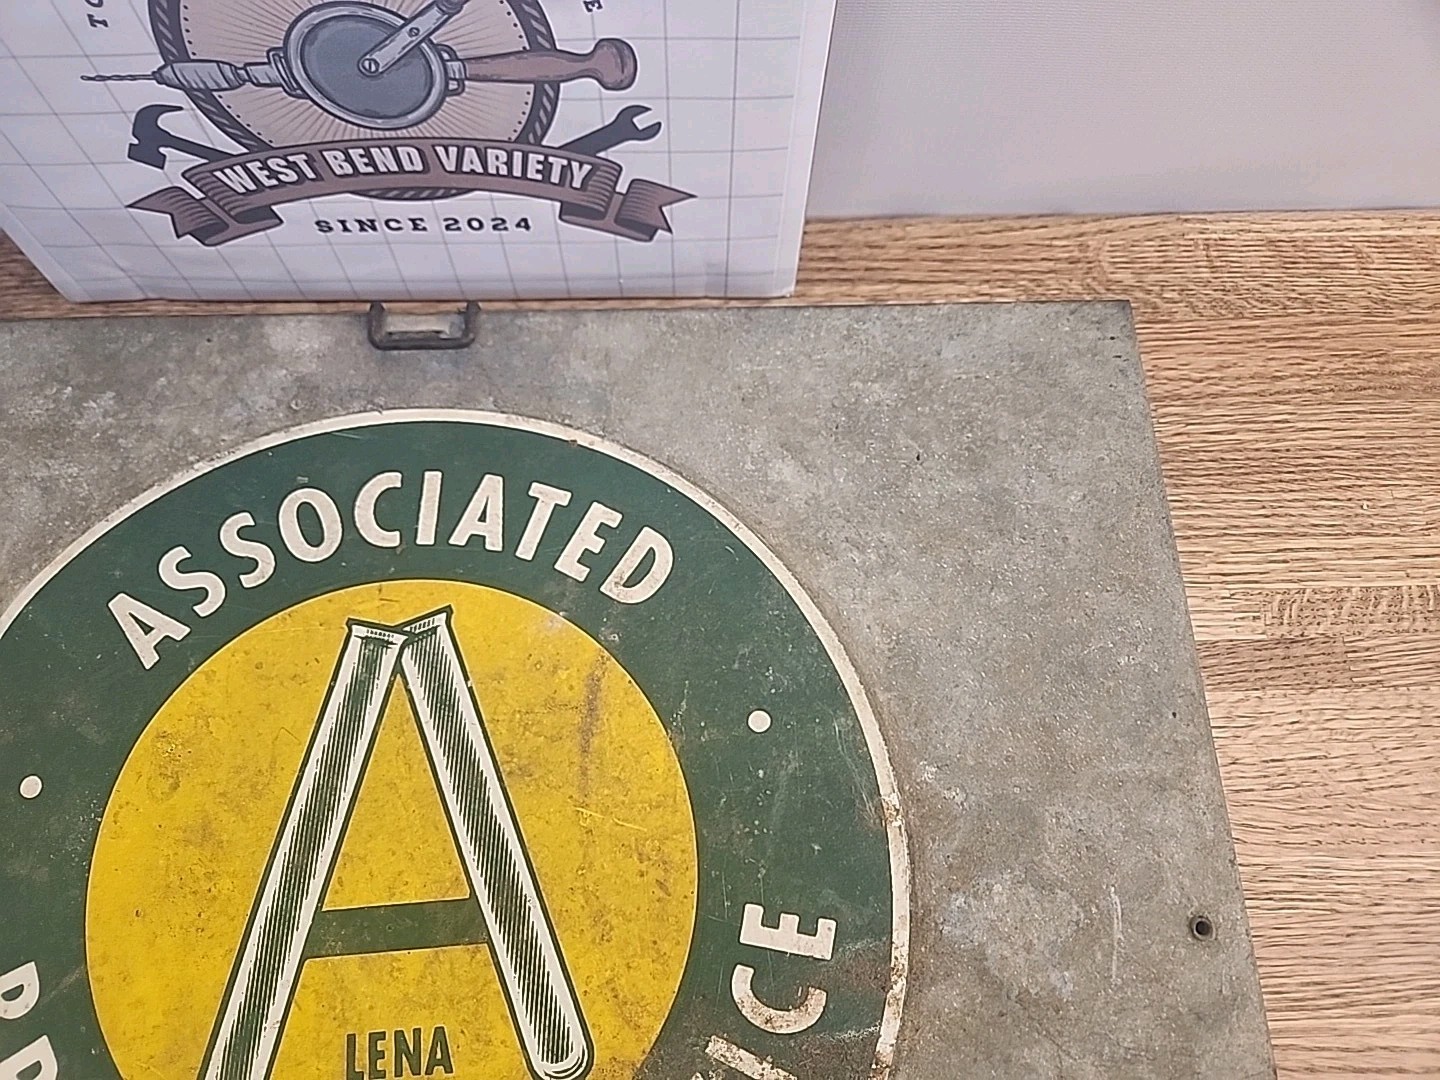 WEST BEND VARIETY
SINCE 2024
ASSOCIATED
LENA